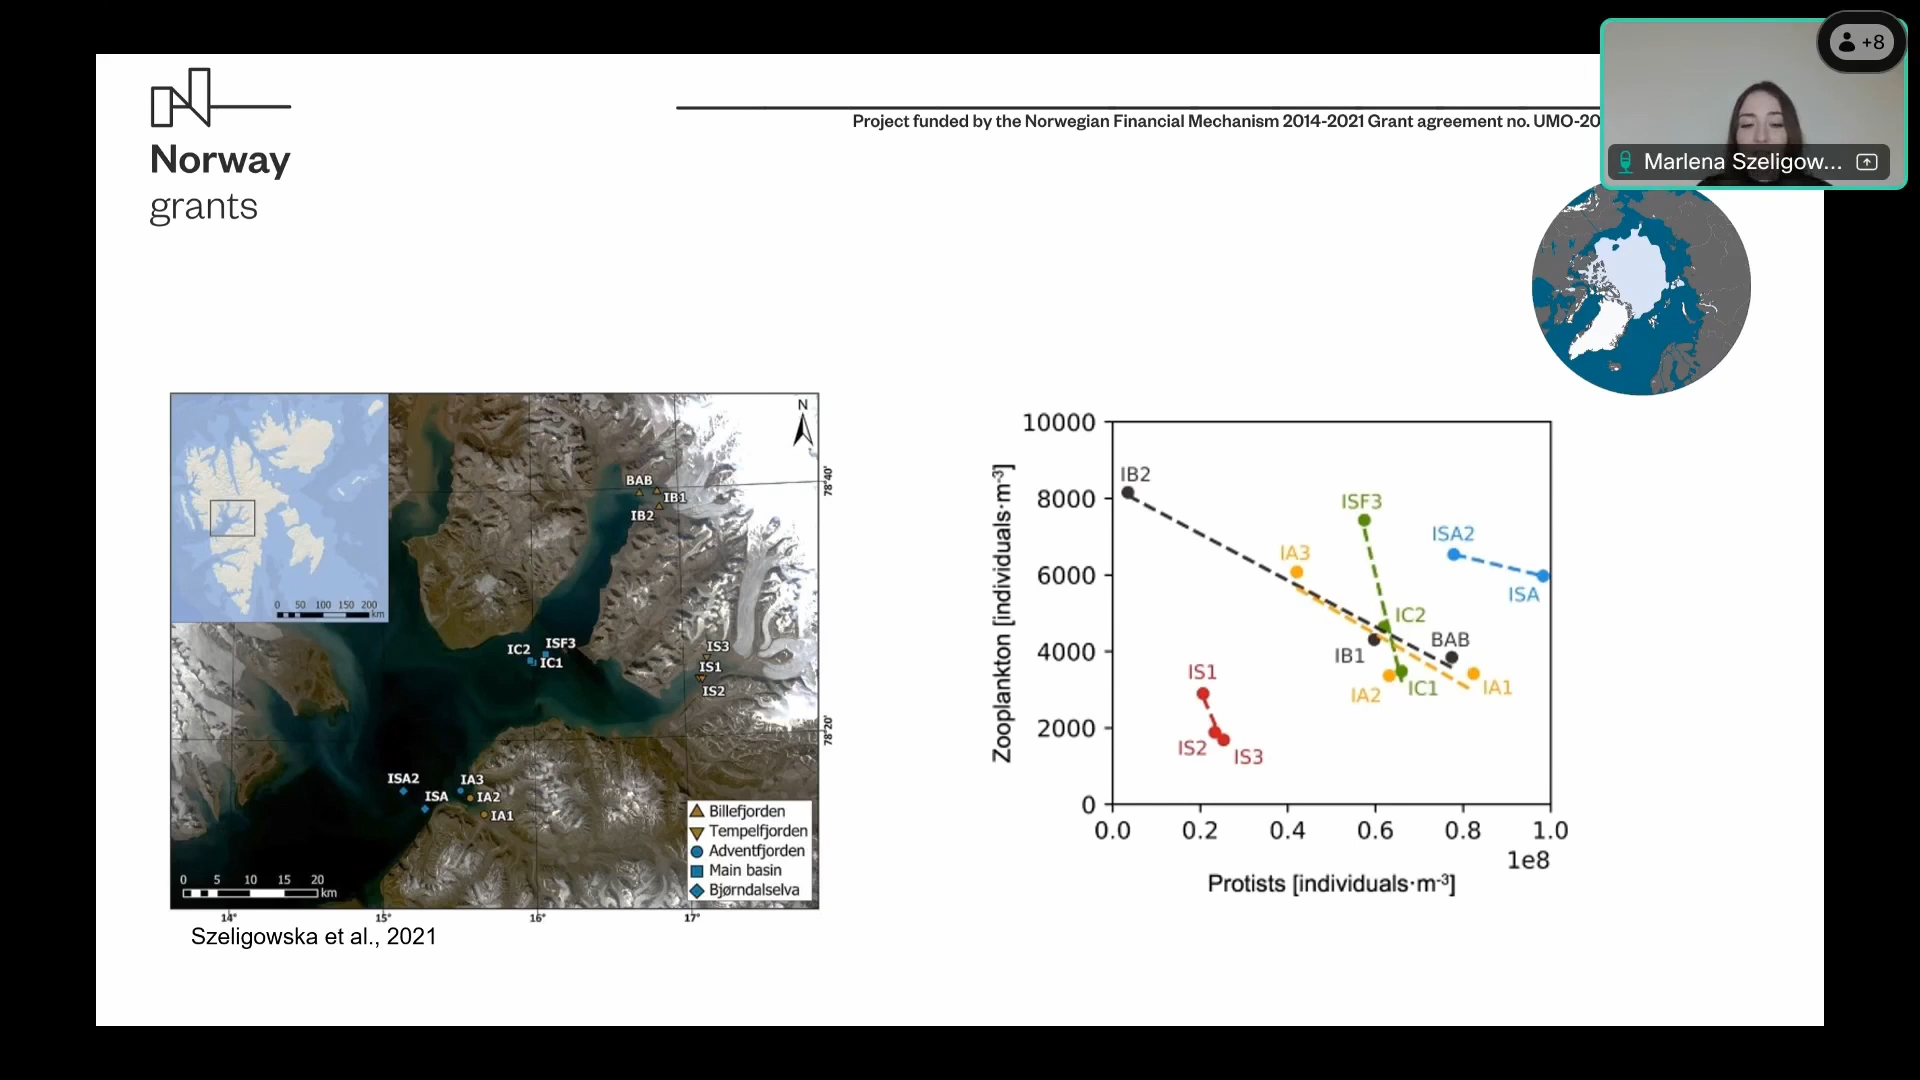 +8
Marlena Szeligow...
Norway
grants
Project funded by the Norwegian Financial Mechanism 2014-2021 Grant agreement no. UMO-20
N
0 50 100 150 200
km
78°40'
78°20'
BAB
IB1
IB2
IC2
ISF3
IC1
IS3
IS1
IS2
ISA2
ISA
IA3
IA2
IA1
Billefjorden
Tempelfjorden
Adventfjorden
Main basin
Bjørndalselva
0 5 10 15 20
km
14° 15° 16° 17°
Szeligowska et al., 2021
Zooplankton [individuals·m⁻³]
10000
8000
6000
4000
2000
0
IB2
ISF3
ISA2
IA3
ISA
IC2
BAB
IB1
IS1
IC1
IA1
IA2
IS2
IS3
0.0 0.2 0.4 0.6 0.8 1.0
1e8
Protists [individuals·m⁻³]